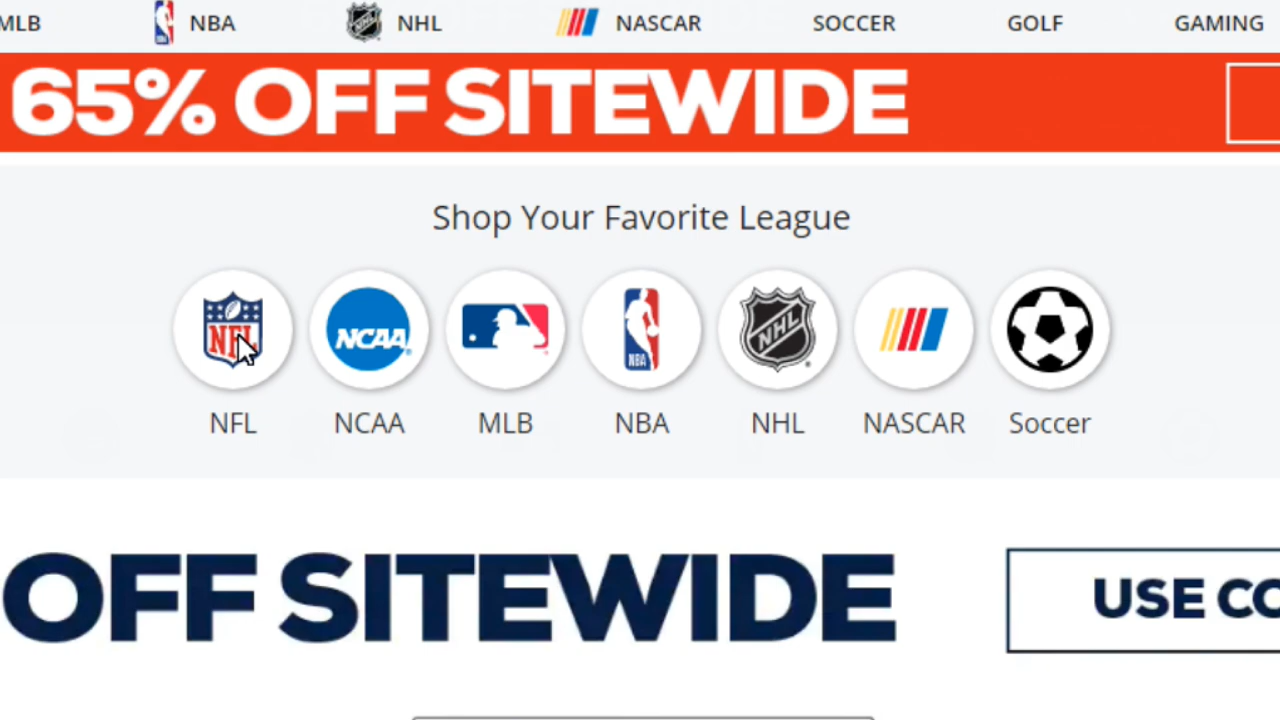 MLB NBA NHL NASCAR SOCCER GOLF GAMING
65% OFF SITEWIDE
Shop Your Favorite League
NFL NCAA MLB NBA NHL NASCAR Soccer
OFF SITEWIDE
USE CO